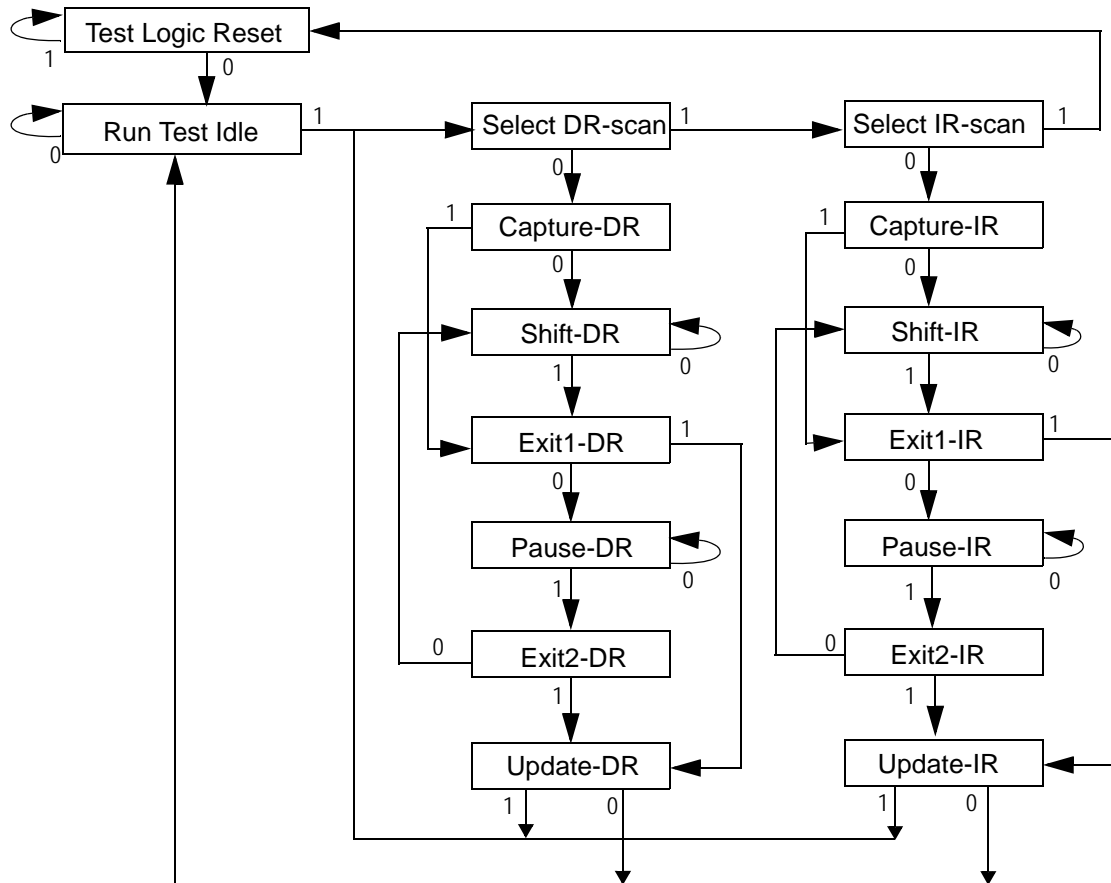 Test Logic Reset
1
0
Run Test Idle
0
1
Select DR-scan
1
Select IR-scan
1
0
0
1
Capture-DR
1
Capture-IR
0
0
Shift-DR
0
Shift-IR
0
1
1
Exit1-DR
1
Exit1-IR
1
0
0
Pause-DR
0
Pause-IR
0
1
1
0
Exit2-DR
0
Exit2-IR
1
1
Update-DR
Update-IR
1
0
1
0